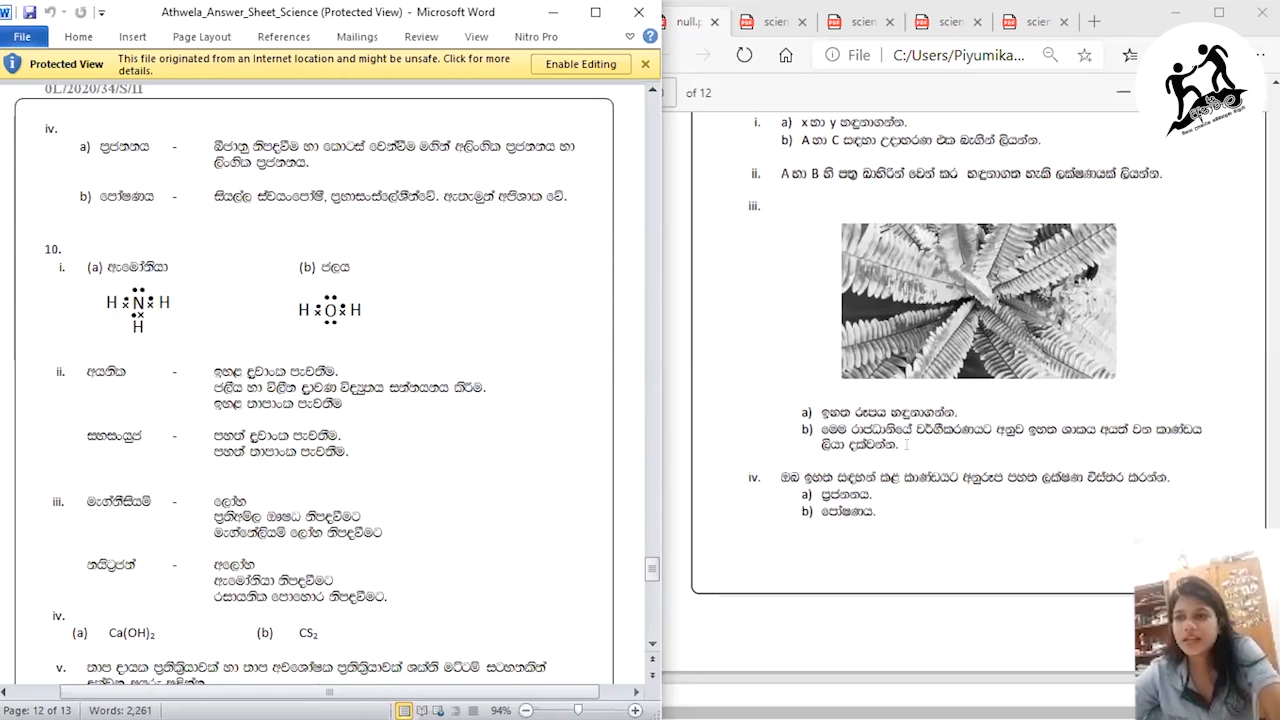 Athwela_Answer_Sheet_Science (Protected View) - Microsoft Word
File Home Insert Page Layout References Mailings Review View Nitro Pro
Protected View This file originated from an Internet location and might be unsafe. Click for more details. Enable Editing
OL/2020/34/S/II
iv.
a) ප්‍රජනනය - බීජානු නිපදවීම හා කොටස් වෙන්වීම මගින් අලිංගික ප්‍රජනනය හා
ලිංගික ප්‍රජනනය.
b) පෝෂණය - සියල්ල ස්වයංපෝෂී, ප්‍රභාසංස්ලේශීත්වේ. ඇතැමුන් අපිශාක වේ.
10.
i. (a) ඇමෝනියා (b) ජලය
H N H
H
H O H
ii. අයනික - ඉහළ ද්‍රවාංක පැවතීම.
ජලීය හා විලීන ද්‍රාවණ විද්‍යුතය සන්නයනය කිරීම.
ඉහළ තාපාංක පැවතීම
සහසංයුජ - පහත් ද්‍රවාංක පැවතීම.
පහත් තාපාංක පැවතීම.
iii. මැග්නීසියම් - ලෝහ
ප්‍රතිඅම්ල ඖෂධ නිපදවීමට
මැග්නේලියම් ලෝහ නිපදවීමට
නයිට්‍රජන් - අලෝහ
ඇමෝනියා නිපදවීමට
රසායනික පොහොර නිපදවීමට.
iv.
(a) Ca(OH)₂ (b) CS₂
v. තාප දායක ප්‍රතික්‍රියාවක් හා තාප අවශෝෂක ප්‍රතික්‍රියාවක් ශක්ති මට්ටම් සටහනකින්
Page: 12 of 13 Words: 2,261 94%
null.p scien scien scien scier
File C:/Users/Piyumika...
of 12
i. a) x හා y හඳුනාගන්න.
b) A හා C සඳහා උදාහරණ එක බැගින් ලියන්න.
ii. A හා B හි පත්‍ර බාහිරින් වෙන් කර හඳුනාගත හැකි ලක්ෂණයක් ලියන්න.
iii.
a) ඉහත රූපය හඳුනාගන්න.
b) මෙම රාජධානියේ වර්ගීකරණයට අනුව ඉහත ශාකය අයත් වන කාණ්ඩය
ලියා දක්වන්න.
iv. ඔබ ඉහත සඳහන් කළ කාණ්ඩයට අනුරූප පහත ලක්ෂණ විස්තර කරන්න.
a) ප්‍රජනනය.
b) පෝෂණය.